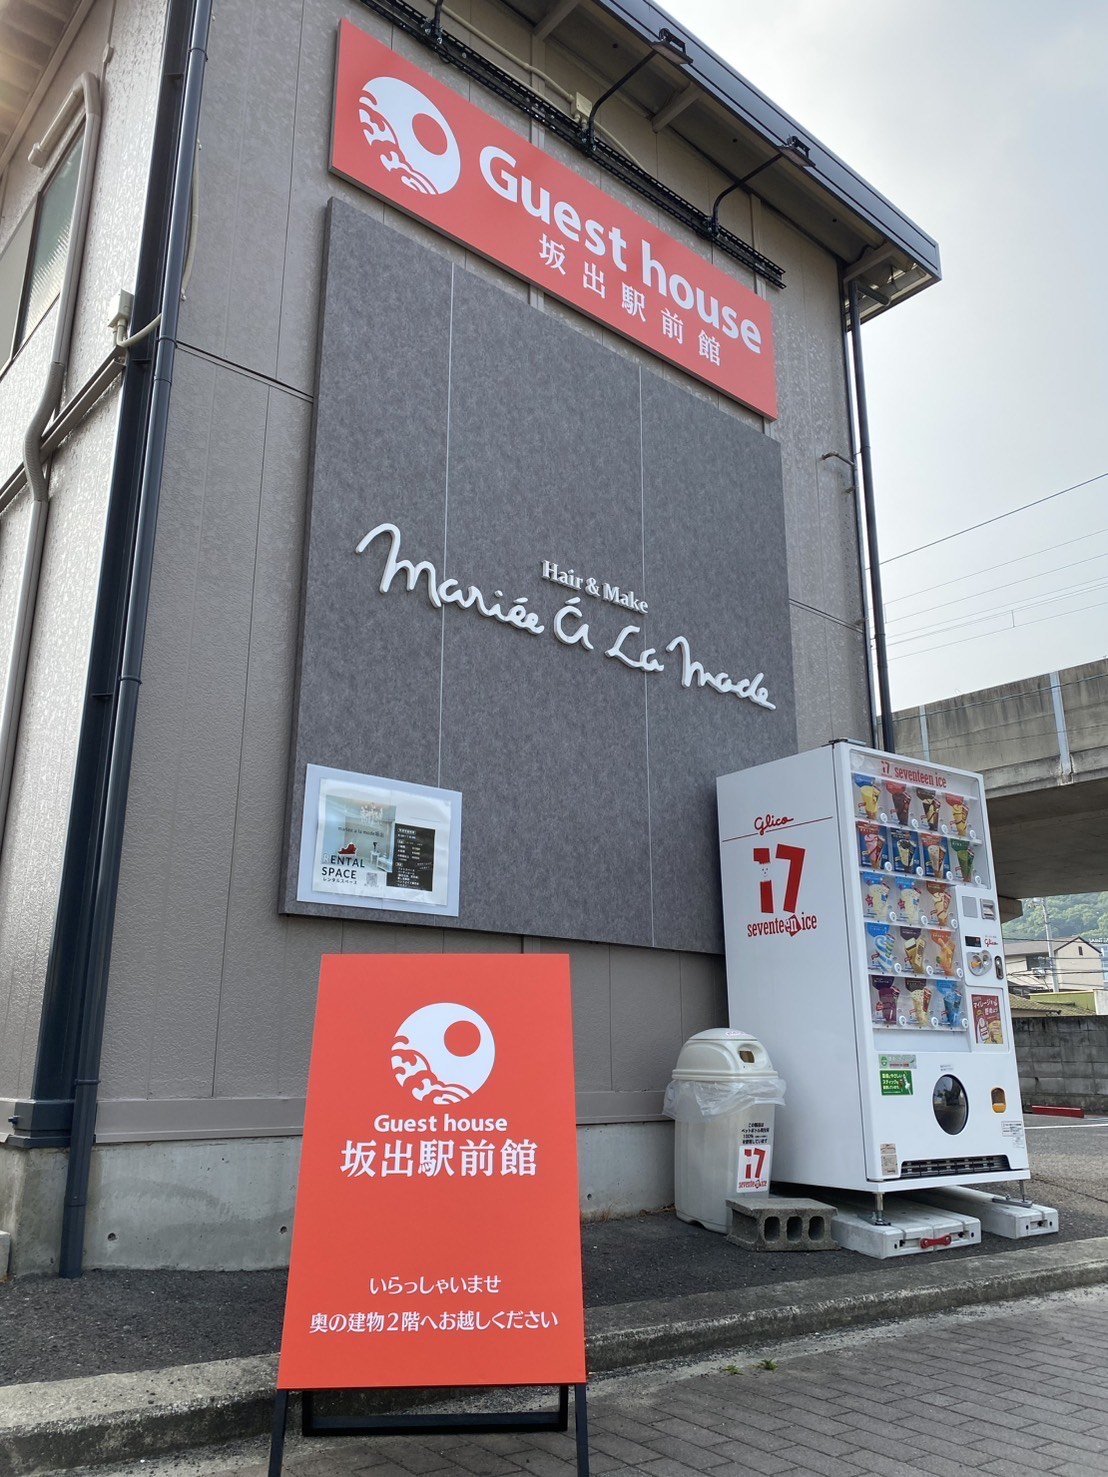 Guest house
坂出駅前館
Hair & Make
Mariée À La Mode
RENTAL
SPACE
レンタルスペース
Glico
17
seventeen ice
17 seventeen ice
Glico
17
seventeen ice
Guest house
坂出駅前館
いらっしゃいませ
奥の建物2階へお越しください